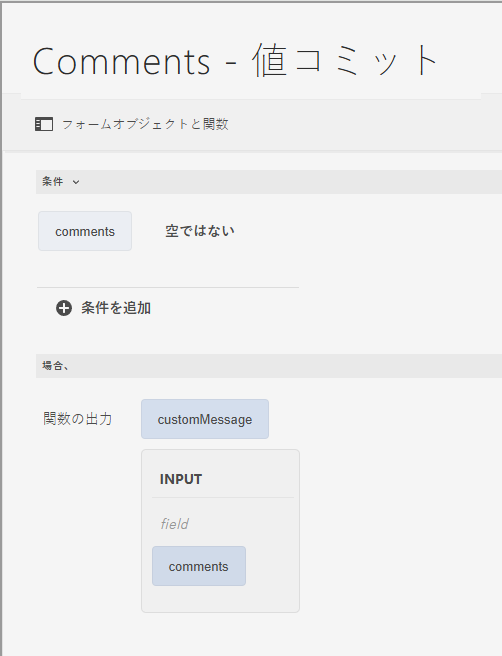 Comments - 値コミット
フォームオブジェクトと関数
条件
comments 空ではない
条件を追加
場合、
関数の出力 customMessage
INPUT
field
comments